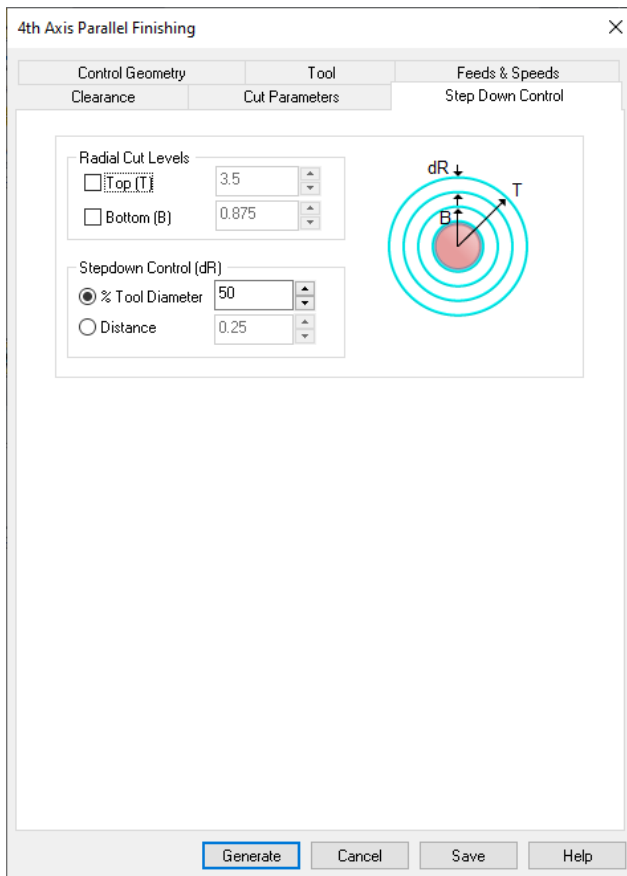 4th Axis Parallel Finishing
Control Geometry Tool Feeds & Speeds
Clearance Cut Parameters Step Down Control
Radial Cut Levels
Top (T) 3.5
Bottom (B) 0.875
Stepdown Control (dR)
% Tool Diameter 50
Distance 0.25
dR
T
B
Generate Cancel Save Help